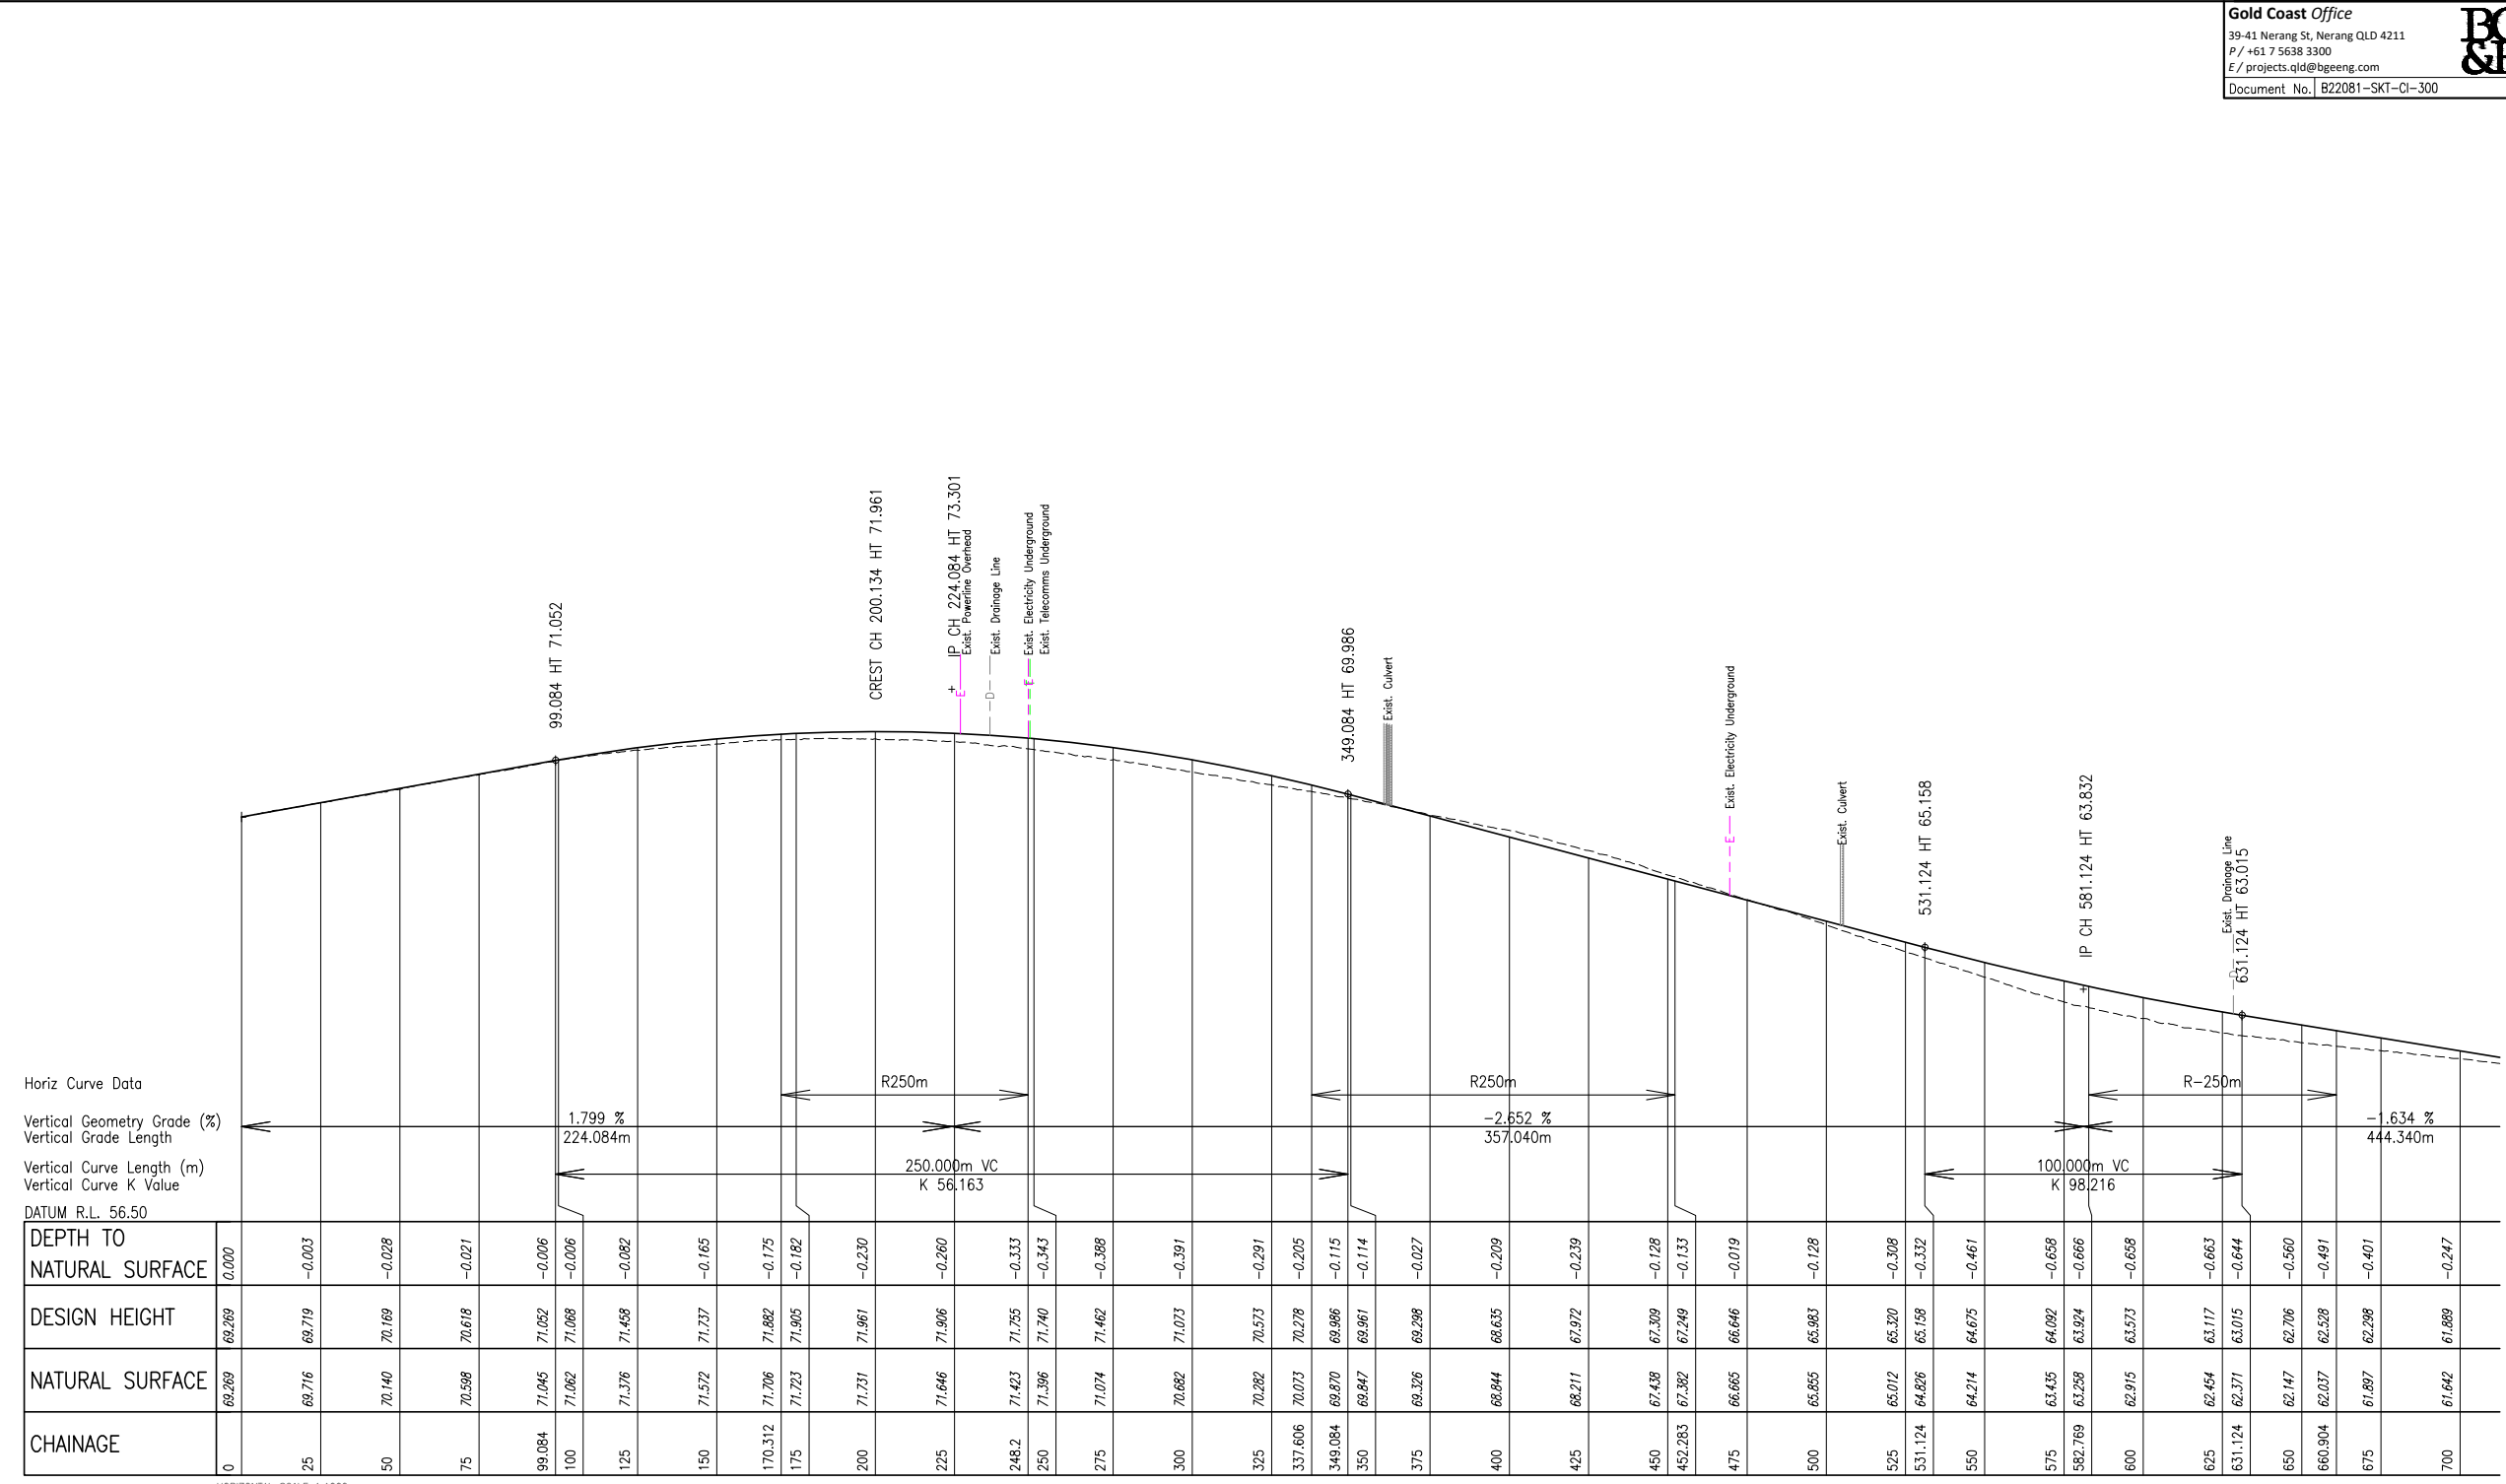 Gold Coast Office
39-41 Nerang St, Nerang QLD 4211
P / +61 7 5638 3300
E / projects.qld@bgeeng.com
Document No. B22081-SKT-CI-300
99.084 HT 71.052
CREST CH 200.134 HT 71.961
IP CH 224.084 HT 73.301
Exist. Powerline Overhead
Exist. Drainage Line
Exist. Electricity Underground
Exist. Telecomms Underground
E
D
E
349.084 HT 69.986
Exist. Culvert
Exist. Electricity Underground
E
Exist. Culvert
531.124 HT 65.158
IP CH 581.124 HT 63.832
Exist. Drainage Line
D
631.124 HT 63.015
Horiz Curve Data R250m R250m R-250m
Vertical Geometry Grade (%) 1.799 % -2.652 % -1.634 %
Vertical Grade Length 224.084m 357.040m 444.340m
Vertical Curve Length (m) 250.000m VC 100.000m VC
Vertical Curve K Value K 56.163 K 98.216
DATUM R.L. 56.50
DEPTH TO
NATURAL SURFACE 0.000 -0.003 -0.028 -0.021 -0.006 -0.006 -0.082 -0.165 -0.175 -0.182 -0.230 -0.260 -0.333 -0.343 -0.388 -0.391 -0.291 -0.205 -0.115 -0.114 -0.027 -0.209 -0.239 -0.128 -0.133 -0.019 -0.128 -0.308 -0.332 -0.461 -0.658 -0.666 -0.658 -0.663 -0.644 -0.560 -0.491 -0.401 -0.247
DESIGN HEIGHT 69.269 69.719 70.169 70.618 71.052 71.068 71.458 71.737 71.882 71.905 71.961 71.906 71.755 71.740 71.462 71.073 70.573 70.278 69.986 69.961 69.298 68.635 67.972 67.309 67.249 66.646 65.983 65.320 65.158 64.675 64.092 63.924 63.573 63.117 63.015 62.706 62.528 62.298 61.889
NATURAL SURFACE 69.269 69.716 70.140 70.598 71.045 71.062 71.376 71.572 71.706 71.723 71.731 71.646 71.423 71.396 71.074 70.682 70.282 70.073 69.870 69.847 69.326 68.844 68.211 67.438 67.382 66.665 65.855 65.012 64.826 64.214 63.435 63.258 62.915 62.454 62.371 62.147 62.037 61.897 61.642
CHAINAGE 0 25 50 75 99.084 100 125 150 170.312 175 200 225 248.2 250 275 300 325 337.606 349.084 350 375 400 425 450 452.283 475 500 525 531.124 550 575 582.769 600 625 631.124 650 660.904 675 700